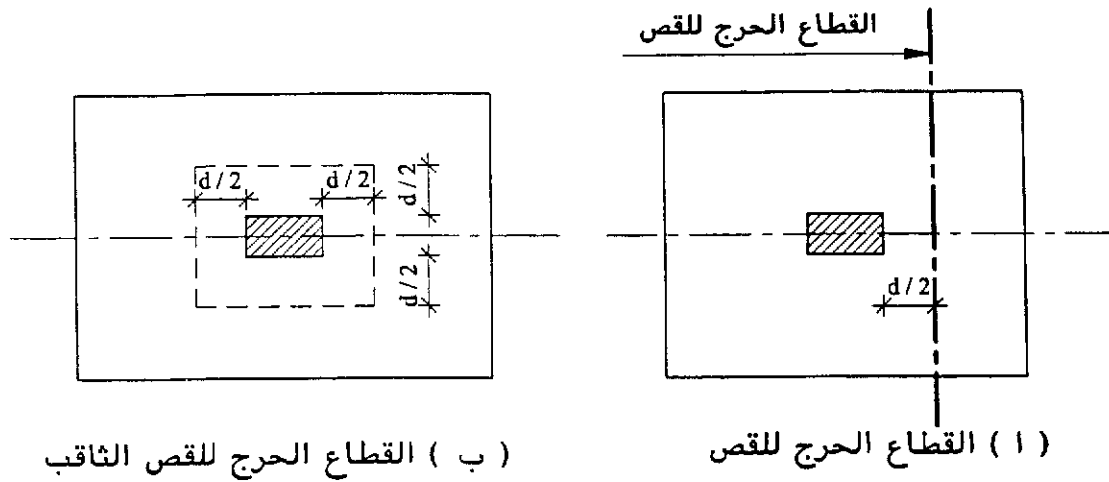 القطاع الحرج للقص
d / 2
( ا ) القطاع الحرج للقص
d / 2
d / 2
d / 2
d / 2
( ب ) القطاع الحرج للقص الثاقب